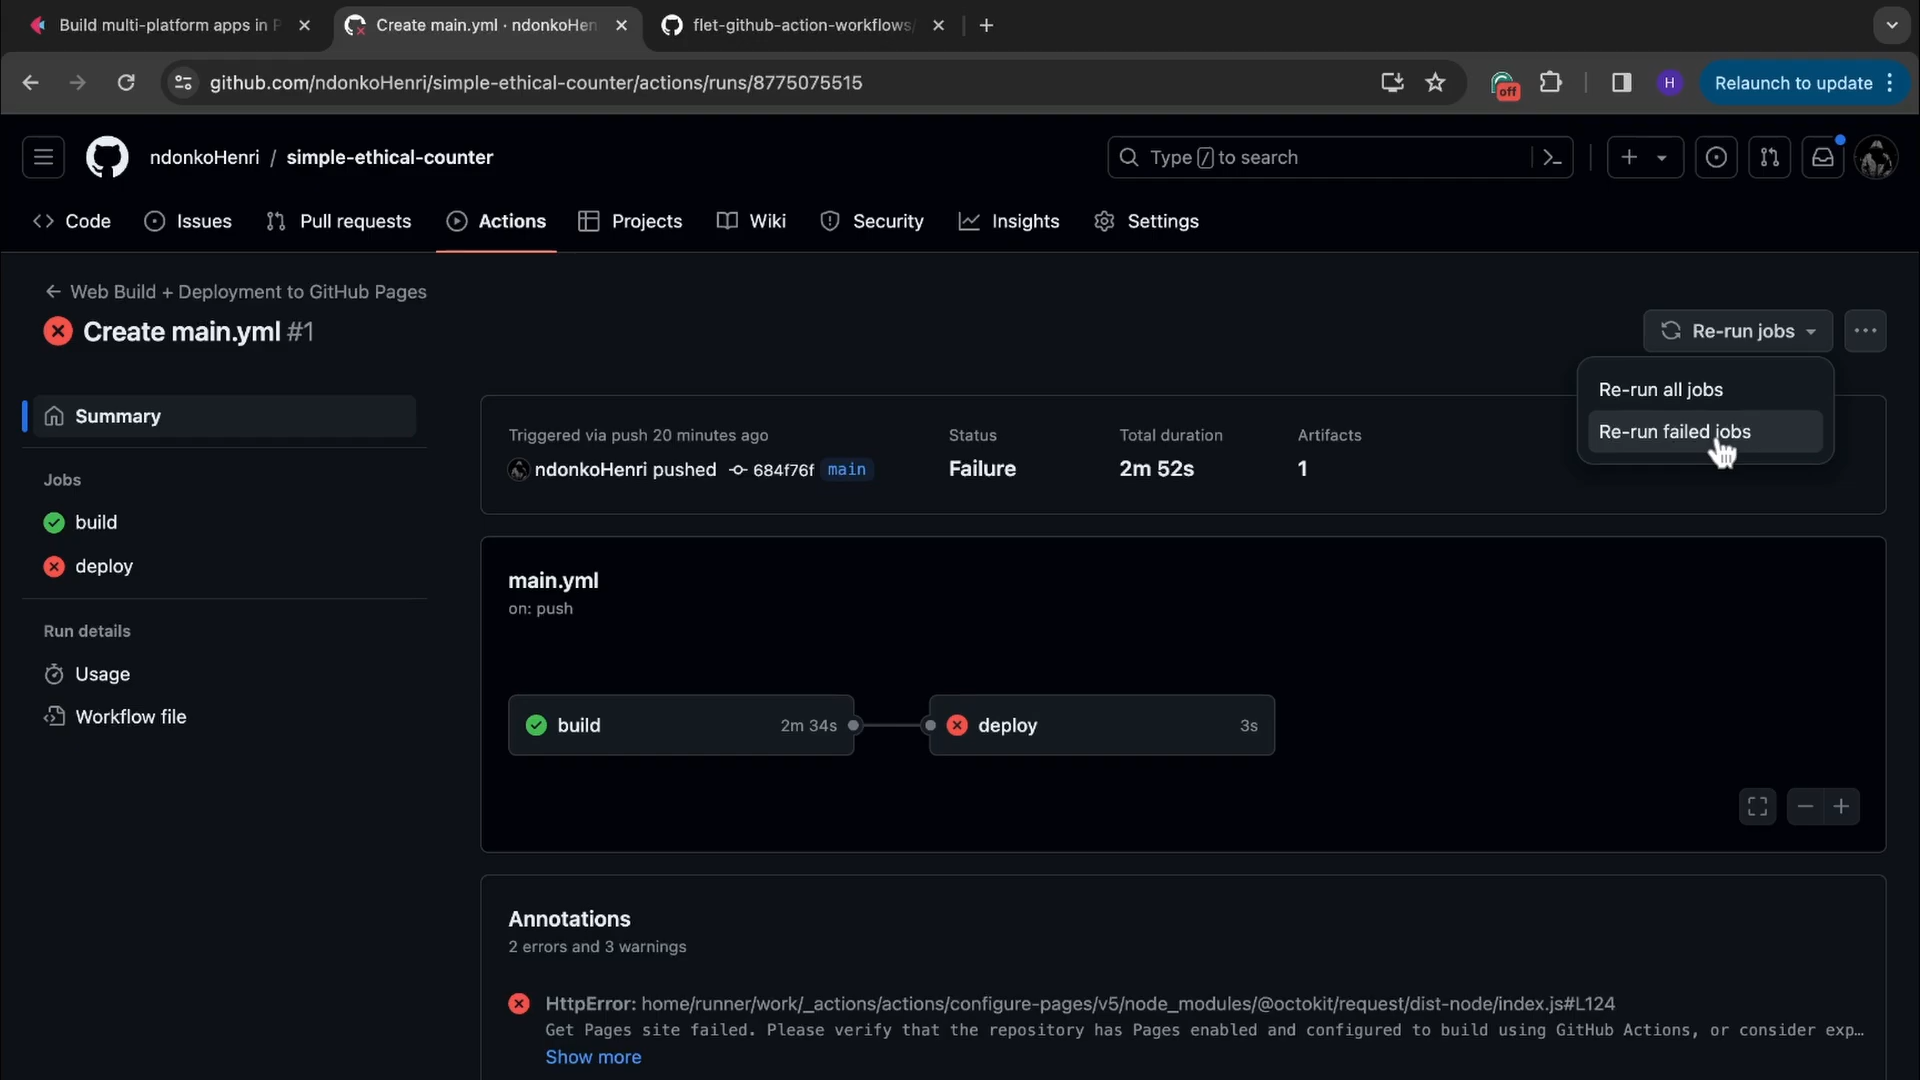 Build multi-platform apps in P
Create main.yml · ndonkoHen
flet-github-action-workflows/
github.com/ndonkoHenri/simple-ethical-counter/actions/runs/8775075515
off
H
Relaunch to update
ndonkoHenri / simple-ethical-counter
Type / to search
Code
Issues
Pull requests
Actions
Projects
Wiki
Security
Insights
Settings
Web Build + Deployment to GitHub Pages
Create main.yml #1
Re-run jobs
Re-run all jobs
Re-run failed jobs
Summary
Jobs
build
deploy
Run details
Usage
Workflow file
Triggered via push 20 minutes ago
ndonkoHenri pushed 684f76f main
Status
Failure
Total duration
2m 52s
Artifacts
1
main.yml
on: push
build 2m 34s
deploy 3s
Annotations
2 errors and 3 warnings
HttpError: home/runner/work/_actions/actions/configure-pages/v5/node_modules/@octokit/request/dist-node/index.js#L124
Get Pages site failed. Please verify that the repository has Pages enabled and configured to build using GitHub Actions, or consider exp…
Show more